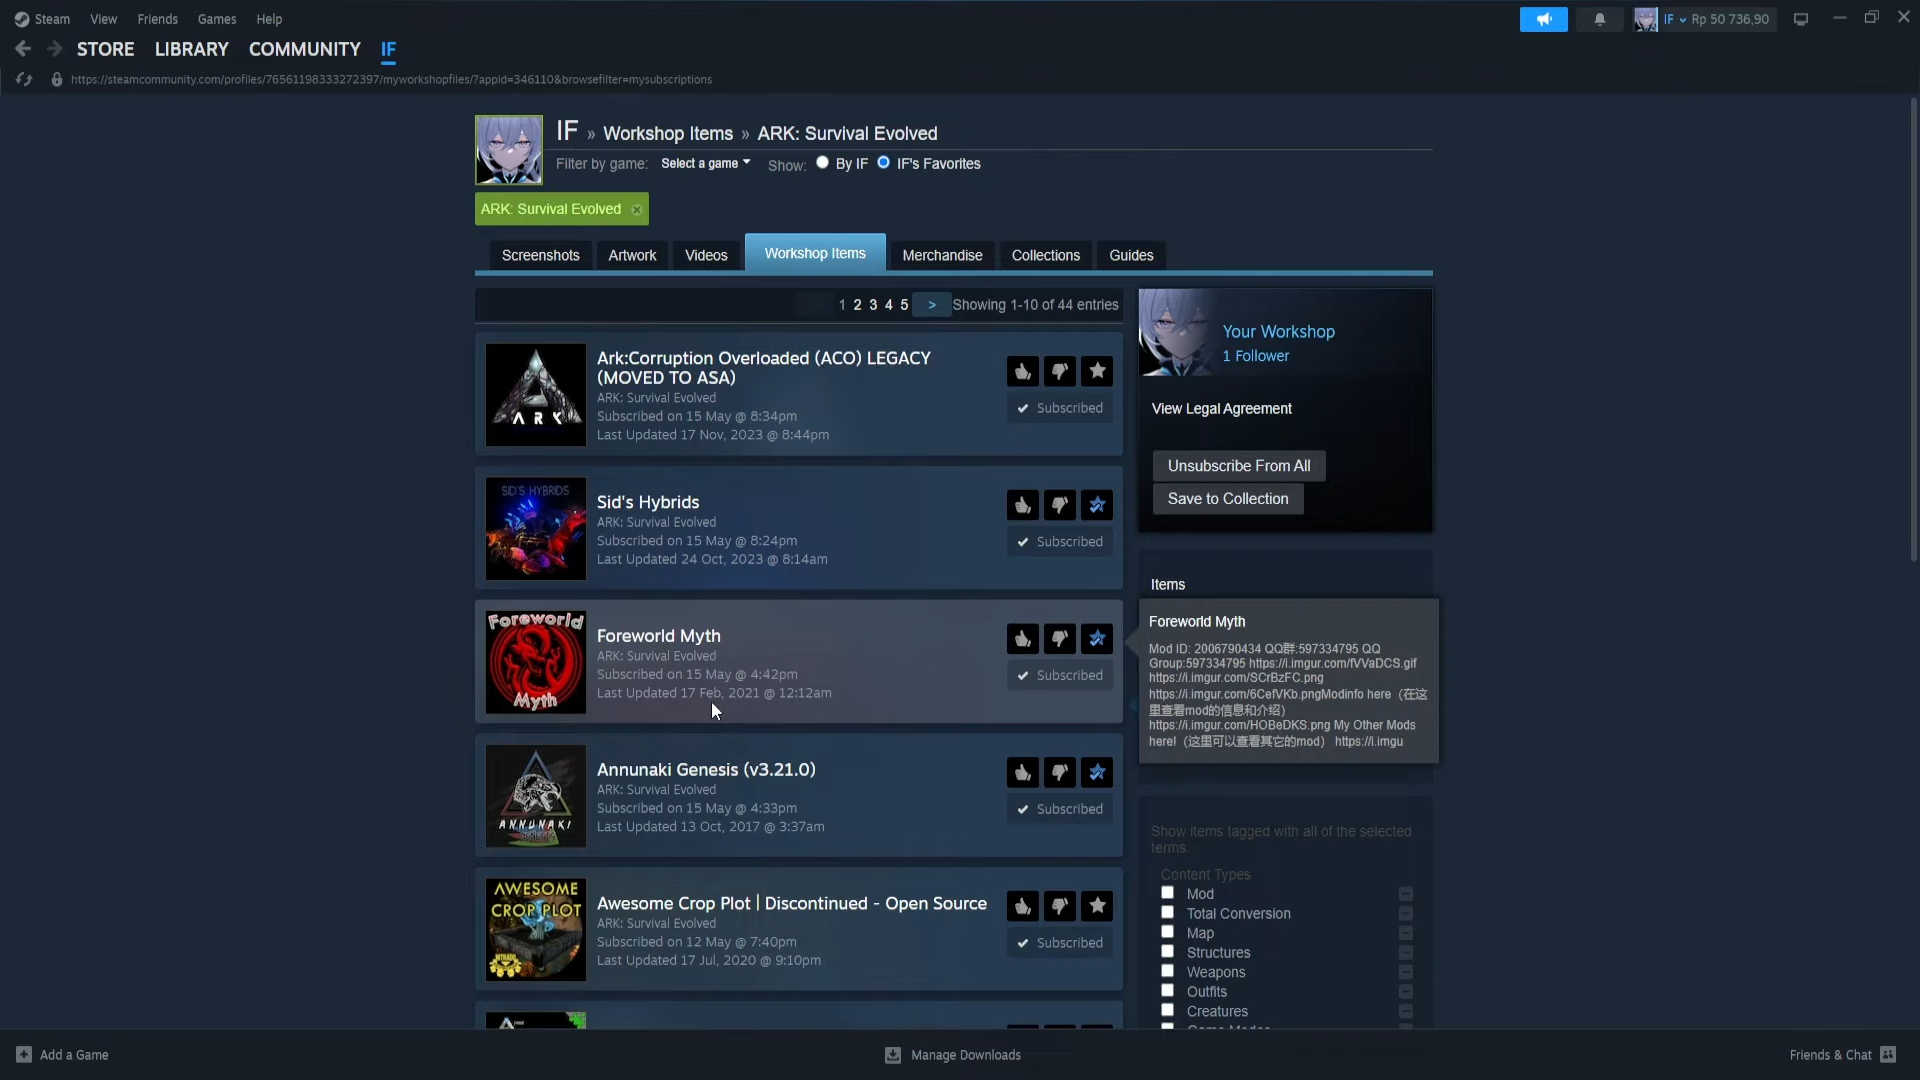 Steam View Friends Games Help
IF Rp 50 736,90
STORE LIBRARY COMMUNITY IF
https://steamcommunity.com/profiles/76561198333272397/myworkshopfiles/?appid=346110&browsefilter=mysubscriptions
IF » Workshop Items » ARK: Survival Evolved
Filter by game: Select a game Show: By IF IF's Favorites
ARK: Survival Evolved
Screenshots Artwork Videos Workshop Items Merchandise Collections Guides
1 2 3 4 5 > Showing 1-10 of 44 entries
ARK
Ark:Corruption Overloaded (ACO) LEGACY
(MOVED TO ASA)
ARK: Survival Evolved
Subscribed on 15 May @ 8:34pm
Last Updated 17 Nov, 2023 @ 8:44pm
Subscribed
SID'S HYBRIDS
Sid's Hybrids
ARK: Survival Evolved
Subscribed on 15 May @ 8:24pm
Last Updated 24 Oct, 2023 @ 8:14am
Subscribed
Foreworld
Myth
Foreworld Myth
ARK: Survival Evolved
Subscribed on 15 May @ 4:42pm
Last Updated 17 Feb, 2021 @ 12:12am
Subscribed
ANNUNAKI
Annunaki Genesis (v3.21.0)
ARK: Survival Evolved
Subscribed on 15 May @ 4:33pm
Last Updated 13 Oct, 2017 @ 3:37am
Subscribed
AWESOME
CROP PLOT
NITRADO
Awesome Crop Plot | Discontinued - Open Source
ARK: Survival Evolved
Subscribed on 12 May @ 7:40pm
Last Updated 17 Jul, 2020 @ 9:10pm
Subscribed
Your Workshop
1 Follower
View Legal Agreement
Unsubscribe From All
Save to Collection
Items
Foreworld Myth
Mod ID: 2006790434 QQ群:597334795 QQ
Group:597334795 https://i.imgur.com/fVVaDCS.gif
https://i.imgur.com/SCrBzFC.png
https://i.imgur.com/6CefVKb.pngModinfo here（在这
里查看mod的信息和介绍）
https://i.imgur.com/HOBeDKS.png My Other Mods
here!（这里可以查看其它的mod） https://i.imgu
Show items tagged with all of the selected
terms:
Content Types
Mod
Total Conversion
Map
Structures
Weapons
Outfits
Creatures
Game Modes
Add a Game
Manage Downloads
Friends & Chat